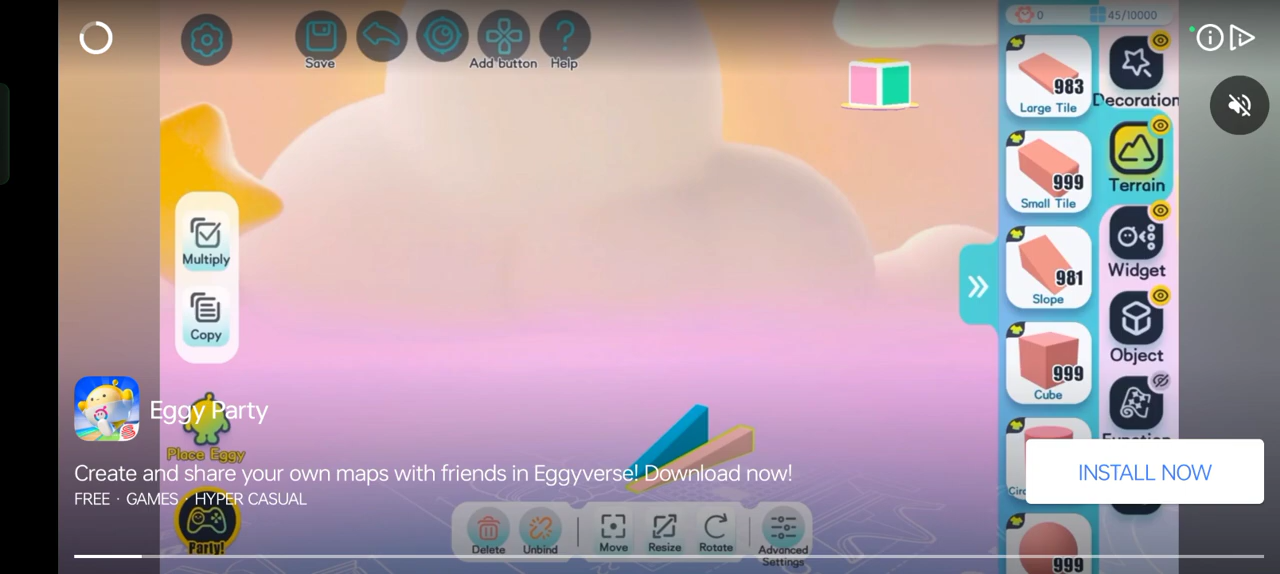 0
45/10000
Save
Add button
Help
983
Large Tile
Decoration
999
Small Tile
Terrain
981
Slope
Widget
999
Cube
Object
Multiply
Copy
Eggy Party
Place Eggy
Create and share your own maps with friends in Eggyverse! Download now!
FREE · GAMES · HYPER CASUAL
INSTALL NOW
Party!
Delete
Unbind
Move
Resize
Rotate
Advanced
Settings
999